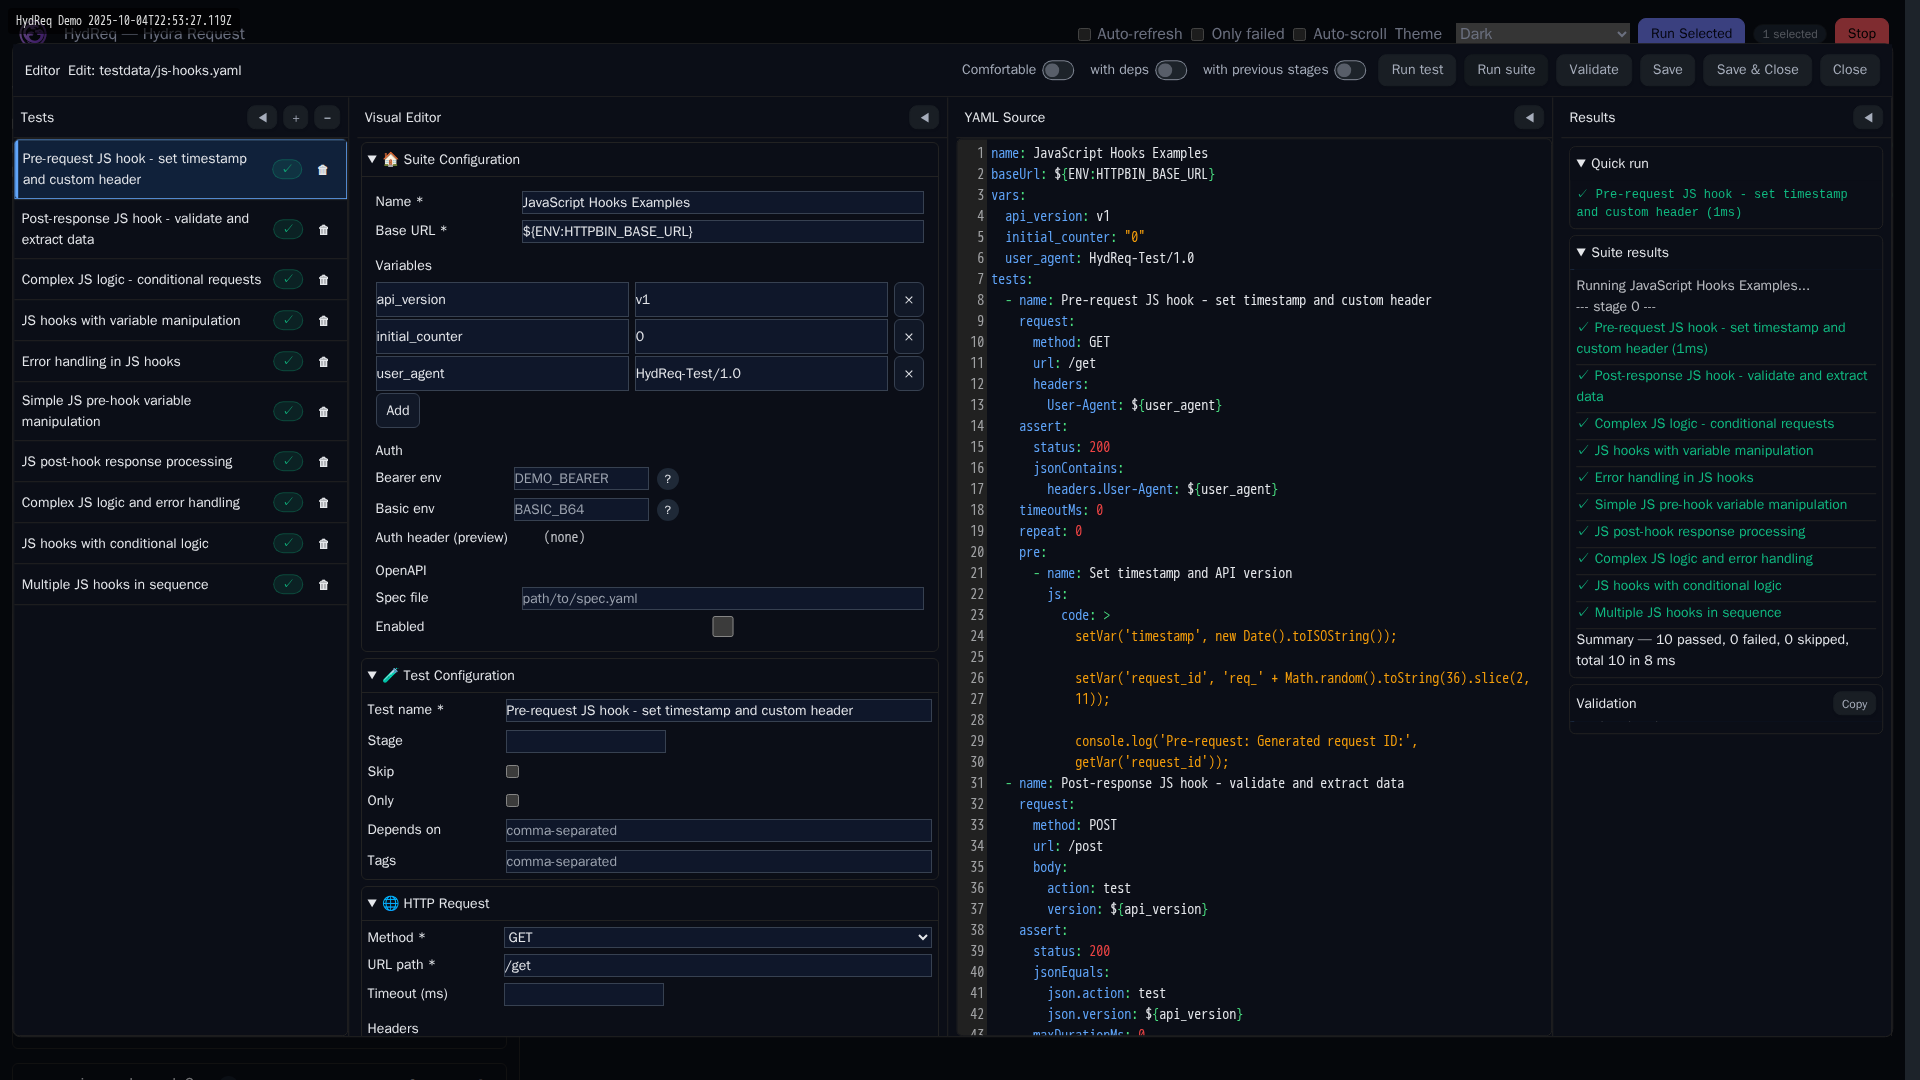 HydReq Demo 2025-10-04T22:53:27.119Z
HydReq — Hydra Request
Auto-refresh Only failed Auto-scroll Theme Dark Run Selected 1 selected Stop
Editor Edit: testdata/js-hooks.yaml
Comfortable with deps with previous stages Run test Run suite Validate Save Save & Close Close
Tests ◀ + −
Pre-request JS hook - set timestamp
and custom header ✓
Post-response JS hook - validate and
extract data ✓
Complex JS logic - conditional requests ✓
JS hooks with variable manipulation ✓
Error handling in JS hooks ✓
Simple JS pre-hook variable
manipulation ✓
JS post-hook response processing ✓
Complex JS logic and error handling ✓
JS hooks with conditional logic ✓
Multiple JS hooks in sequence ✓
Visual Editor ◀
▼ 🏠 Suite Configuration
Name * JavaScript Hooks Examples
Base URL * ${ENV:HTTPBIN_BASE_URL}
Variables
api_version v1 ×
initial_counter 0 ×
user_agent HydReq-Test/1.0 ×
Add
Auth
Bearer env DEMO_BEARER ?
Basic env BASIC_B64 ?
Auth header (preview) (none)
OpenAPI
Spec file path/to/spec.yaml
Enabled
▼ 🧪 Test Configuration
Test name * Pre-request JS hook - set timestamp and custom header
Stage
Skip
Only
Depends on comma-separated
Tags comma-separated
▼ 🌐 HTTP Request
Method * GET
URL path * /get
Timeout (ms)
Headers
YAML Source ◀
1 name: JavaScript Hooks Examples
2 baseUrl: ${ENV:HTTPBIN_BASE_URL}
3 vars:
4 api_version: v1
5 initial_counter: "0"
6 user_agent: HydReq-Test/1.0
7 tests:
8 - name: Pre-request JS hook - set timestamp and custom header
9 request:
10 method: GET
11 url: /get
12 headers:
13 User-Agent: ${user_agent}
14 assert:
15 status: 200
16 jsonContains:
17 headers.User-Agent: ${user_agent}
18 timeoutMs: 0
19 repeat: 0
20 pre:
21 - name: Set timestamp and API version
22 js:
23 code: >
24 setVar('timestamp', new Date().toISOString());
25
26 setVar('request_id', 'req_' + Math.random().toString(36).slice(2,
27 11));
28
29 console.log('Pre-request: Generated request ID:',
30 getVar('request_id'));
31 - name: Post-response JS hook - validate and extract data
32 request:
33 method: POST
34 url: /post
35 body:
36 action: test
37 version: ${api_version}
38 assert:
39 status: 200
40 jsonEquals:
41 json.action: test
42 json.version: ${api_version}
43 maxDurationMs: 0
Results ◀
▼ Quick run
✓ Pre-request JS hook - set timestamp
and custom header (1ms)
▼ Suite results
Running JavaScript Hooks Examples...
--- stage 0 ---
✓ Pre-request JS hook - set timestamp and
custom header (1ms)
✓ Post-response JS hook - validate and extract
data
✓ Complex JS logic - conditional requests
✓ JS hooks with variable manipulation
✓ Error handling in JS hooks
✓ Simple JS pre-hook variable manipulation
✓ JS post-hook response processing
✓ Complex JS logic and error handling
✓ JS hooks with conditional logic
✓ Multiple JS hooks in sequence
Summary — 10 passed, 0 failed, 0 skipped,
total 10 in 8 ms
Validation Copy